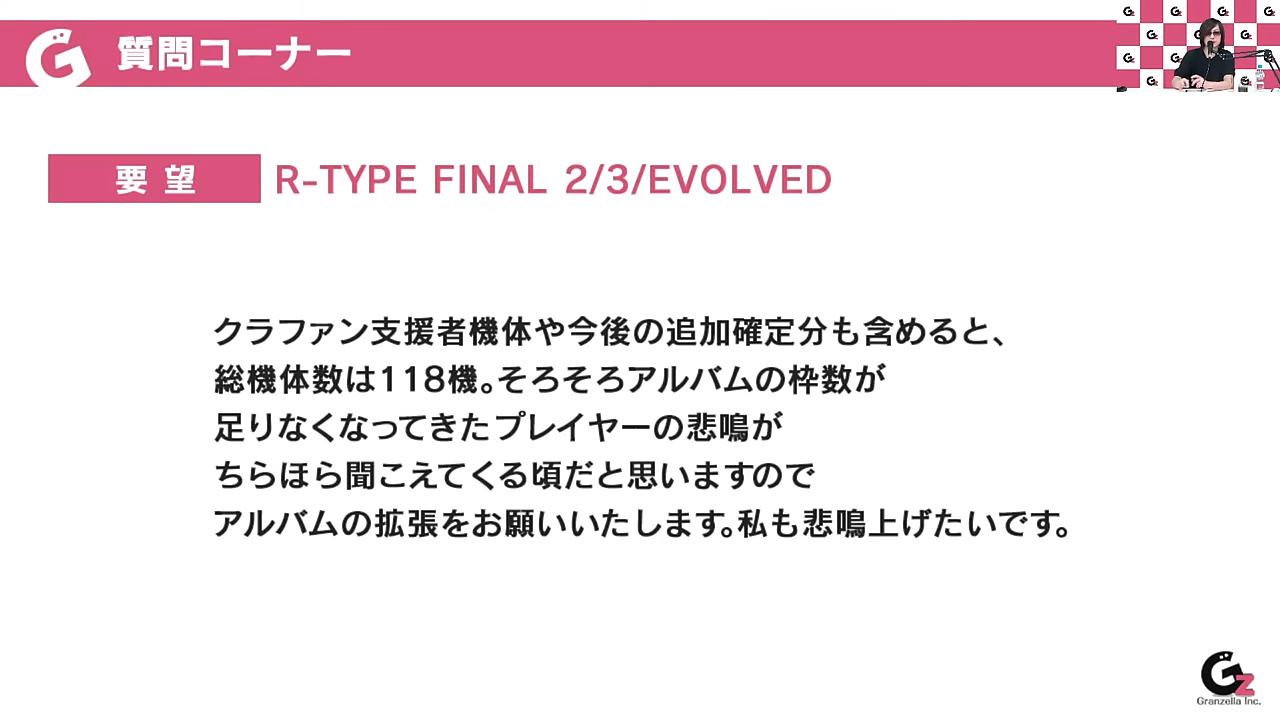 質問コーナー
要望
R-TYPE FINAL 2/3/EVOLVED
クラファン支援者機体や今後の追加確定分も含めると、
総機体数は118機。そろそろアルバムの枠数が
足りなくなってきたプレイヤーの悲鳴が
ちらほら聞こえてくる頃だと思いますので
アルバムの拡張をお願いいたします。私も悲鳴上げたいです。
Gz
Granzella Inc.